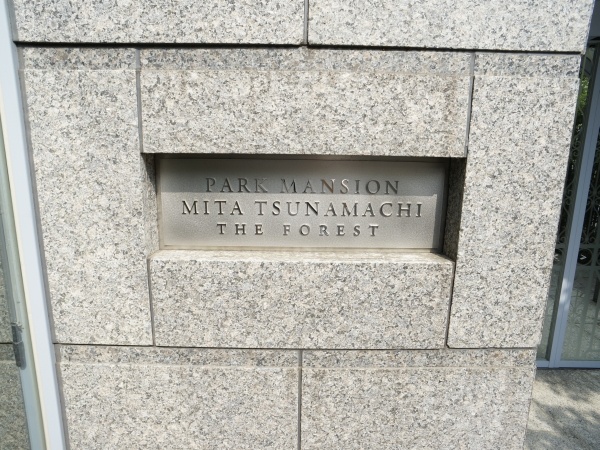 PARK MANSION
MITA TSUNAMACHI
THE FOREST